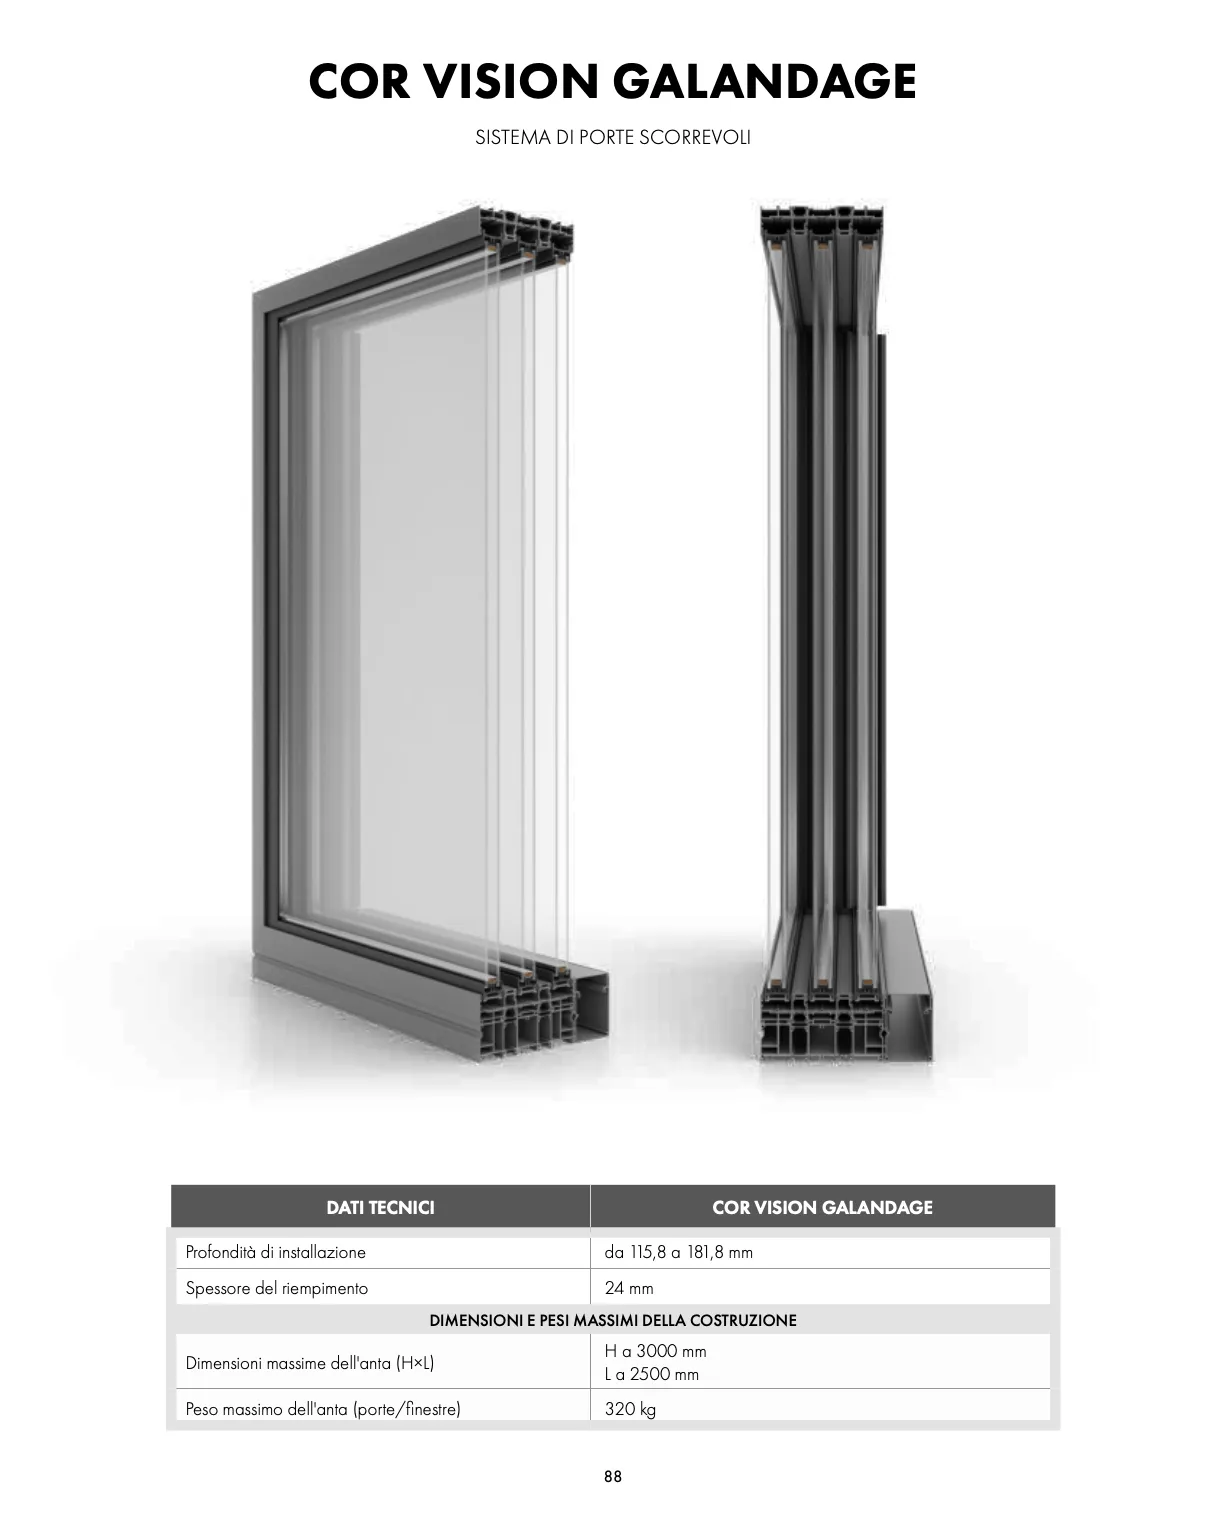 COR VISION GALANDAGE
SISTEMA DI PORTE SCORREVOLI
DATI TECNICI
COR VISION GALANDAGE
Profondità di installazione
da 115,8 a 181,8 mm
Spessore del riempimento
24 mm
DIMENSIONI E PESI MASSIMI DELLA COSTRUZIONE
Dimensioni massime dell'anta (H×L)
H a 3000 mm
L a 2500 mm
Peso massimo dell'anta (porte/finestre)
320 kg
88